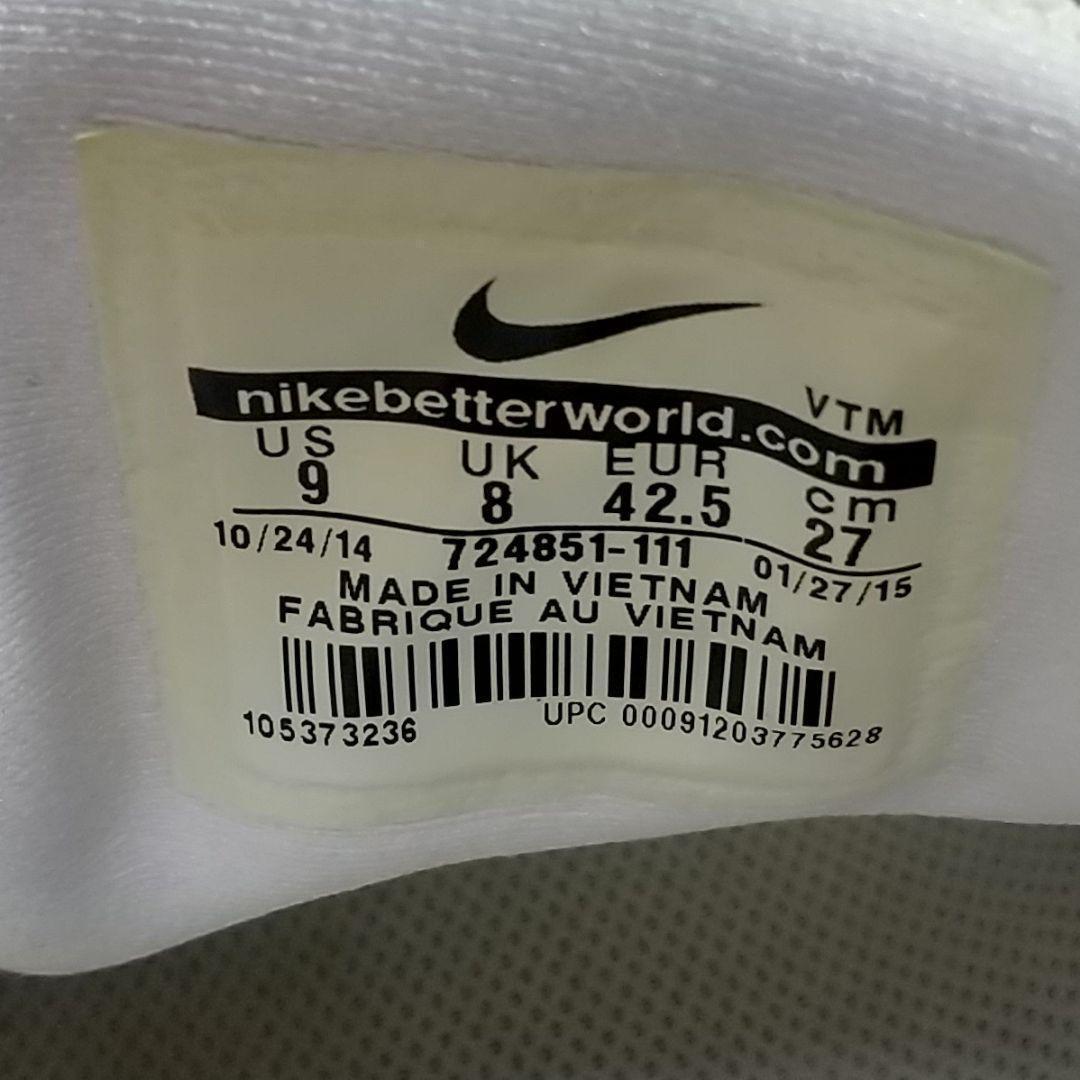 nikebetterworld.com VTM
US UK EUR cm
9 8 42.5 27
10/24/14 724851-111 01/27/15
MADE IN VIETNAM
FABRIQUE AU VIETNAM
105373236 UPC 00091203775628